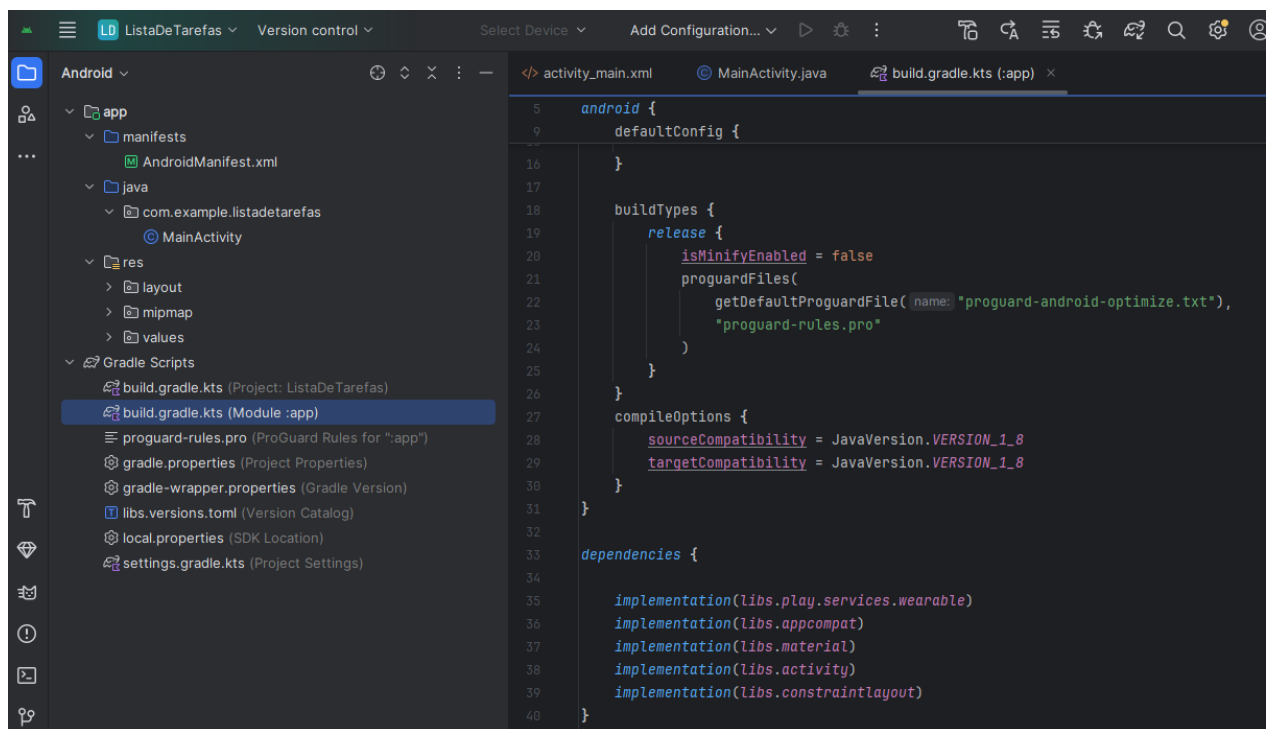 LD ListaDeTarefas Version control Select Device Add Configuration...
Android
activity_main.xml MainActivity.java build.gradle.kts (:app)
app
manifests
AndroidManifest.xml
java
com.example.listadetarefas
MainActivity
res
layout
mipmap
values
Gradle Scripts
build.gradle.kts (Project: ListaDeTarefas)
build.gradle.kts (Module :app)
proguard-rules.pro (ProGuard Rules for ":app")
gradle.properties (Project Properties)
gradle-wrapper.properties (Gradle Version)
libs.versions.toml (Version Catalog)
local.properties (SDK Location)
settings.gradle.kts (Project Settings)
5 android {
9 defaultConfig {
16 }
17
18 buildTypes {
19 release {
20 isMinifyEnabled = false
21 proguardFiles(
22 getDefaultProguardFile( name: "proguard-android-optimize.txt"),
23 "proguard-rules.pro"
24 )
25 }
26 }
27 compileOptions {
28 sourceCompatibility = JavaVersion.VERSION_1_8
29 targetCompatibility = JavaVersion.VERSION_1_8
30 }
31 }
32
33 dependencies {
34
35 implementation(libs.play.services.wearable)
36 implementation(libs.appcompat)
37 implementation(libs.material)
38 implementation(libs.activity)
39 implementation(libs.constraintlayout)
40 }